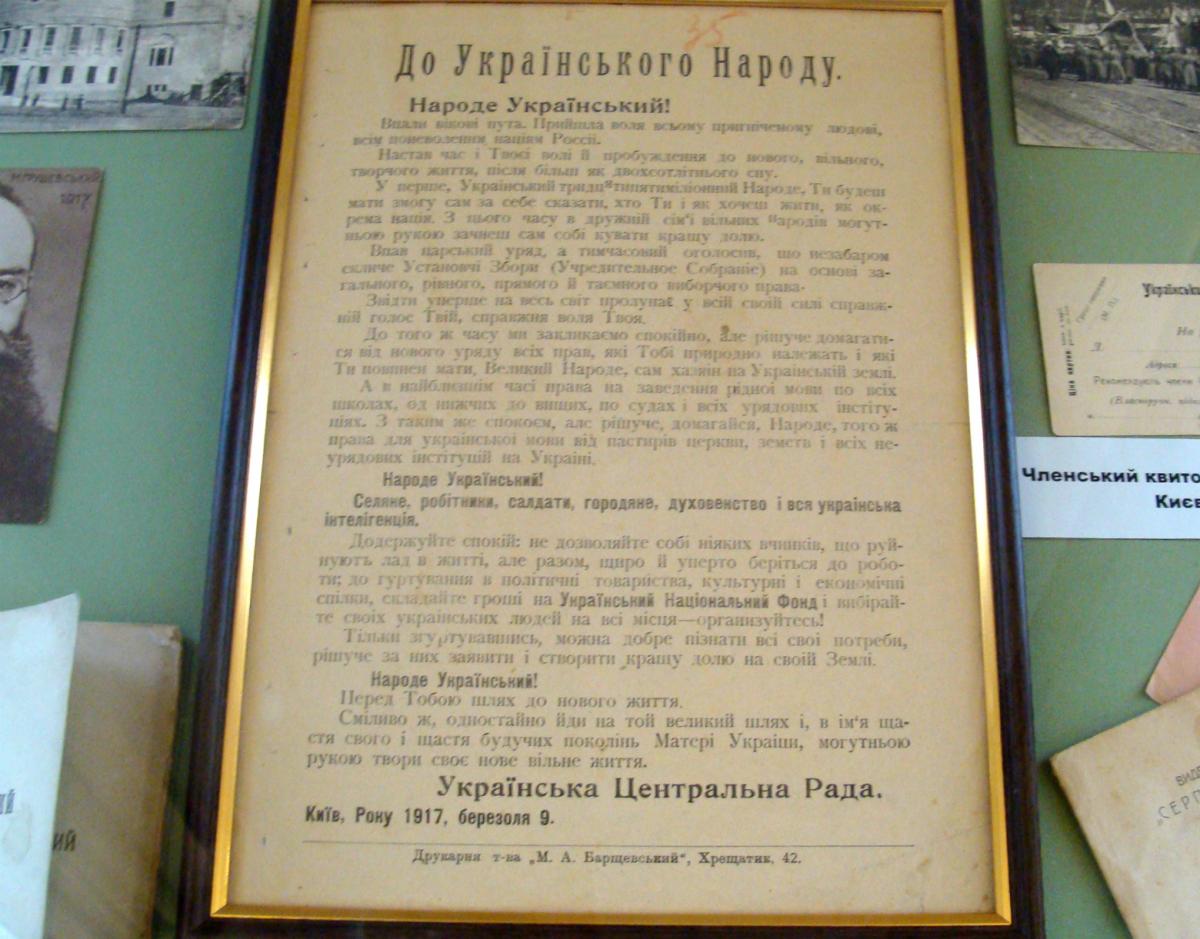 35
До Українського Народу.
Народе Український!
Впали вікові пута. Прийшла воля всьому пригніченому людові,
всім поневоленим націям Россії.
Настав час і Твоєї волі й пробуждення до нового, вільного,
творчого життя, після більш як двохсотлітнього сну.
У перше, Український тридцятипятиміліонний Народе, Ти будеш
мати змогу сам за себе сказати, хто Ти і як хочеш жити, як ок-
рема нація. З цього часу в дружній сім'ї вільних народів могут-
ньою рукою зачнеш сам собі кувати кращу долю.
Впав царський уряд, а тимчасовий оголосив, що незабаром
скличе Установчі Збори (Учредительное Собраніе) на основі за-
гального, рівного, прямого й таємного виборчого права.
Звідти уперше на весь світ пролунає у всій своїй силі справж-
ній голос Твій, справжня воля Твоя.
До того ж часу ми закликаємо спокійно, але рішуче домагати-
ся від нового уряду всіх прав, які Тобі природно належать і які
Ти повинен мати, Великий Народе, сам хазяїн на Українській землі.
А в найближчім часі права на заведення рідної мови по всіх
школах, од нижчих до вищих, по судах і всіх урядових інститу-
ціях. З таким же спокоєм, але рішуче, домагайся, Народе, того ж
права для української мови від пастирів церкви, земств і всіх не-
урядових інституцій на Україні.
Народе Український!
Селяне, робітники, салдати, городяне, духовенство і вся українська
інтелігенція.
Додержуйте спокій: не дозволяйте собі ніяких вчинків, що руй-
нують лад в житті, але разом, щиро й уперто беріться до робо-
ти; до гуртування в політичні товариства, культурні і економічні
спілки, складайте гроші на Український Національний Фонд і вибірай-
те своїх українських людей на всі місця—организуйтесь!
Тільки згуртувавшись, можна добре пізнати всі свої потреби,
рішуче за них заявити і створити кращу долю на своїй Землі.
Народе Український!
Перед Тобою шлях до нового життя.
Сміливо ж, одностайно йди на той великий шлях і, в ім'я ща-
стя свого і щастя будучих поколінь Матері України, могутньою
рукою твори своє нове вільне життя.
Українська Центральна Рада.
Київ, Року 1917, березоля 9.
Друкарня т-ва „М. А. Барщевський", Хрещатик, 42.
М. ГРУШЕВСЬКИЙ
1917
Українськ
Ціна картки
На
Я
Адреса
Рекомендують члени
Членський квито
Києв
ВИДА
„СЕРП